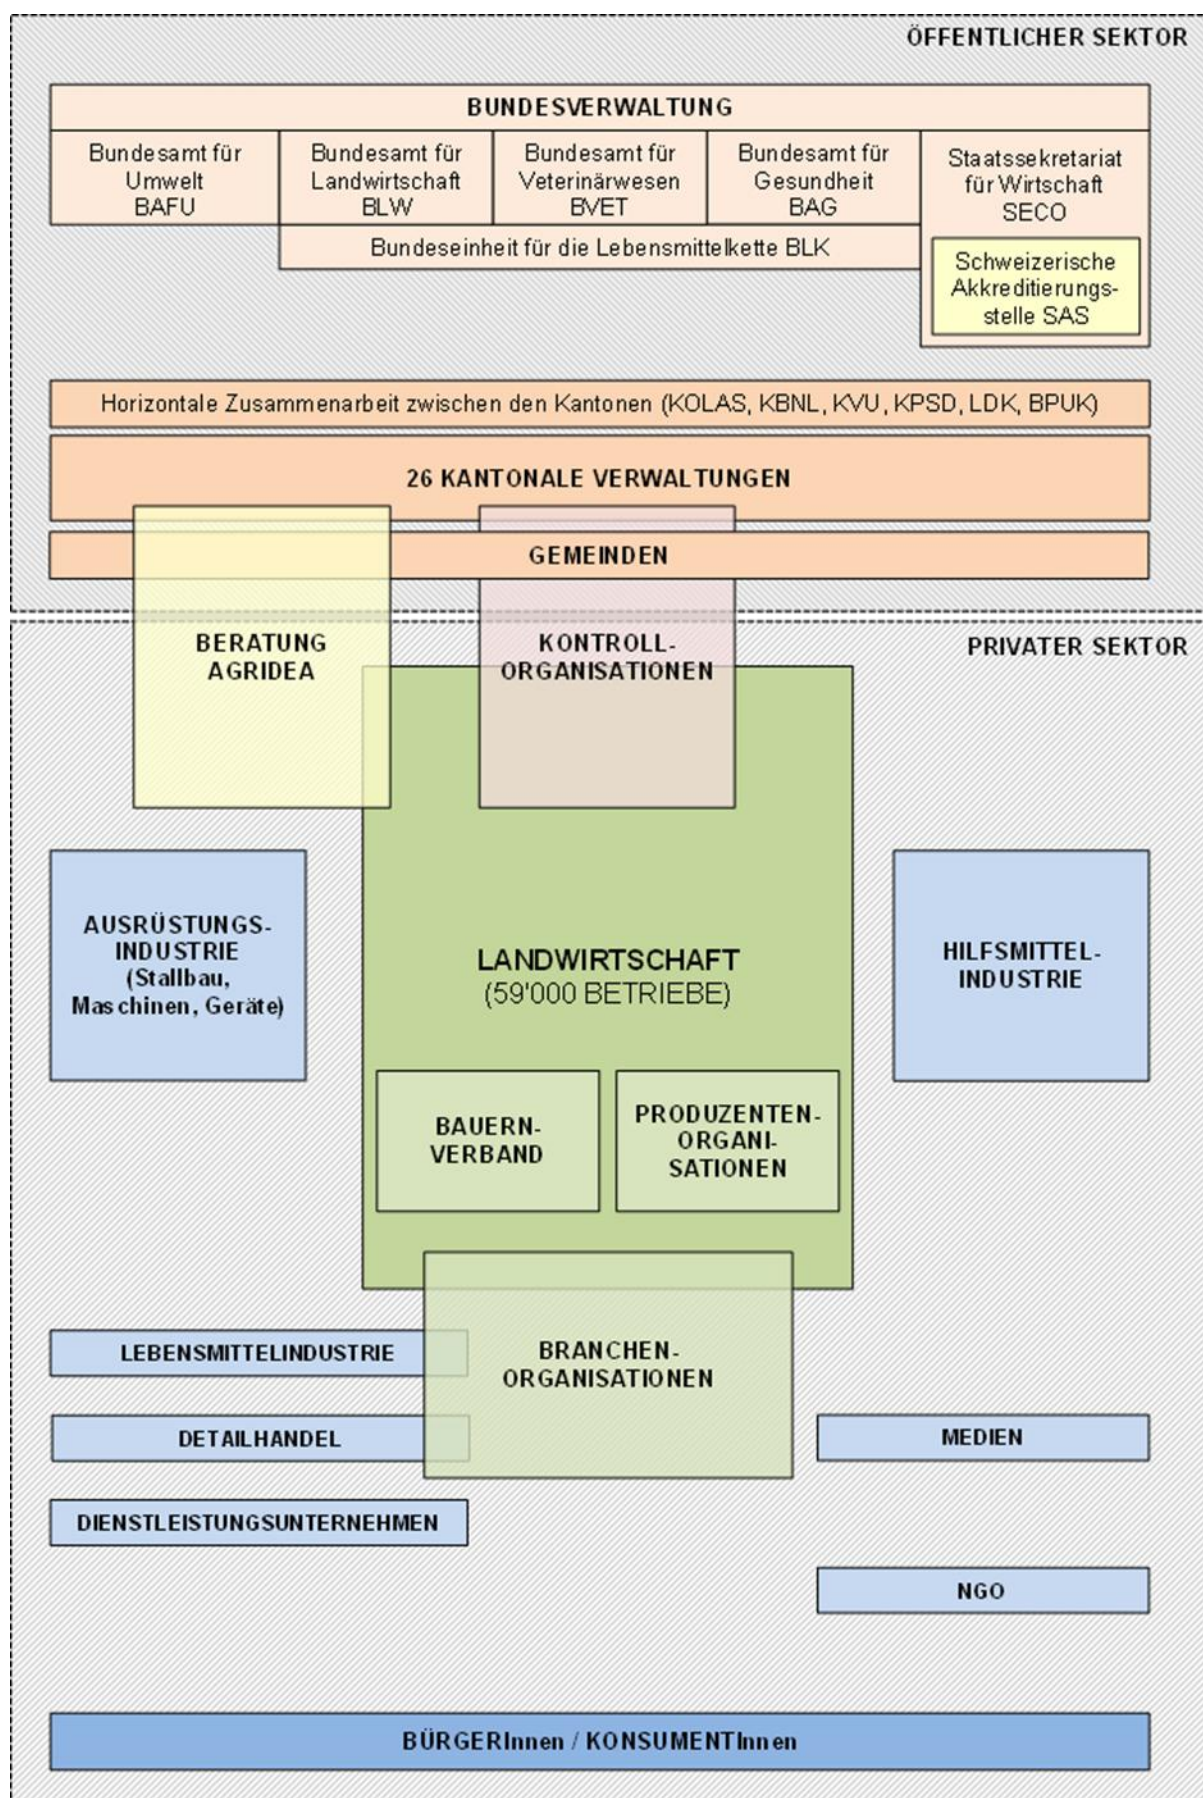 ÖFFENTLICHER SEKTOR
BUNDESVERWALTUNG
Bundesamt für
Umwelt
BAFU
Bundesamt für
Landwirtschaft
BLW
Bundesamt für
Veterinärwesen
BVET
Bundesamt für
Gesundheit
BAG
Staatssekretariat
für Wirtschaft
SECO
Bundeseinheit für die Lebensmittelkette BLK
Schweizerische
Akkreditierungs-
stelle SAS
Horizontale Zusammenarbeit zwischen den Kantonen (KOLAS, KBNL, KVU, KPSD, LDK, BPUK)
26 KANTONALE VERWALTUNGEN
GEMEINDEN
PRIVATER SEKTOR
BERATUNG
AGRIDEA
KONTROLL-
ORGANISATIONEN
AUSRÜSTUNGS-
INDUSTRIE
(Stallbau,
Maschinen, Geräte)
LANDWIRTSCHAFT
(59'000 BETRIEBE)
HILFSMITTEL-
INDUSTRIE
BAUERN-
VERBAND
PRODUZENTEN-
ORGANI-
SATIONEN
LEBENSMITTELINDUSTRIE
BRANCHEN-
ORGANISATIONEN
DETAILHANDEL
MEDIEN
DIENSTLEISTUNGSUNTERNEHMEN
NGO
BÜRGERInnen / KONSUMENTInnen